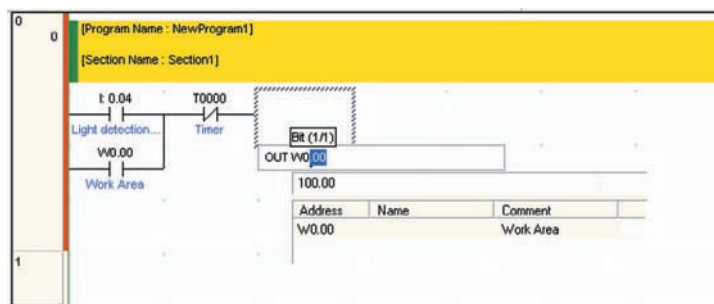 0
0
[Program Name : NewProgram1]
[Section Name : Section1]
I: 0.04
T0000
Light detection...
Timer
Bit (1/1)
W0.00
OUT W0.00
Work Area
100.00
Address Name Comment
W0.00 Work Area
1